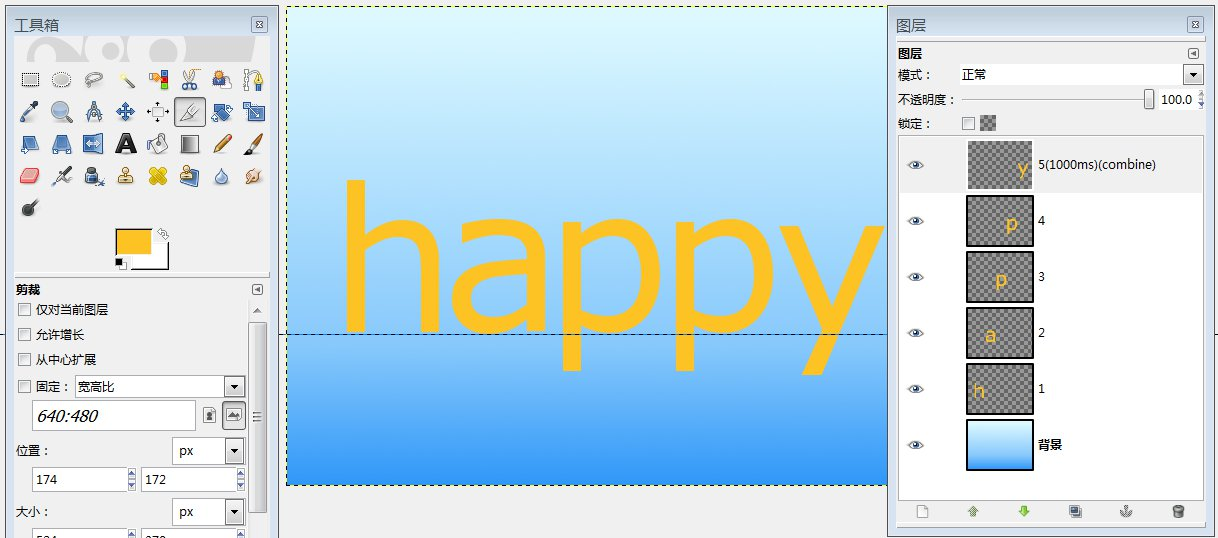 工具箱
剪裁
仅对当前图层
允许增长
从中心扩展
固定：
宽高比
640:480
位置：
px
174
172
大小：
px
happy
图层
图层
模式：
正常
不透明度：
100.0
锁定：
y
5(1000ms)(combine)
p
4
p
3
a
2
h
1
背景